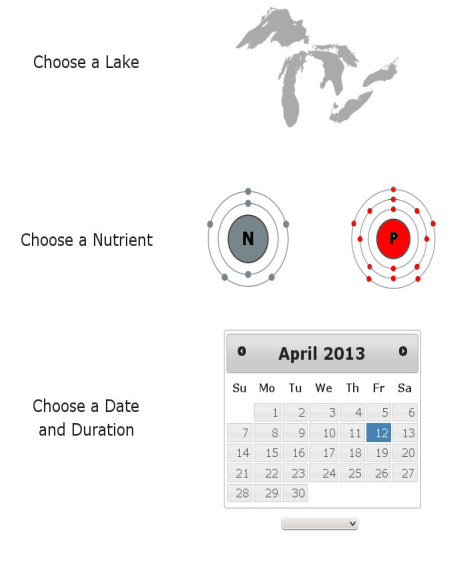 Choose a Lake
Choose a Nutrient
N
P
Choose a Date
and Duration
April 2013
Su Mo Tu We Th Fr Sa
1 2 3 4 5 6
7 8 9 10 11 12 13
14 15 16 17 18 19 20
21 22 23 24 25 26 27
28 29 30